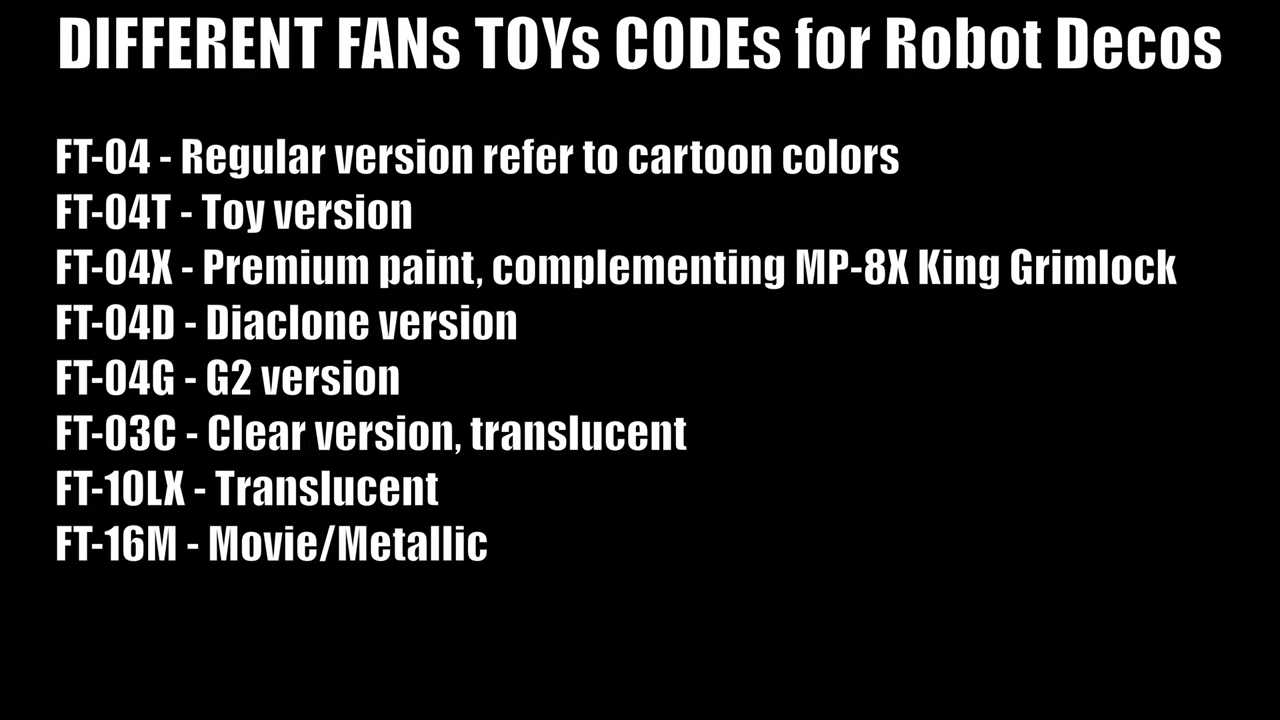 DIFFERENT FANs TOYs CODEs for Robot Decos
FT-04 - Regular version refer to cartoon colors
FT-04T - Toy version
FT-04X - Premium paint, complementing MP-8X King Grimlock
FT-04D - Diaclone version
FT-04G - G2 version
FT-03C - Clear version, translucent
FT-10LX - Translucent
FT-16M - Movie/Metallic